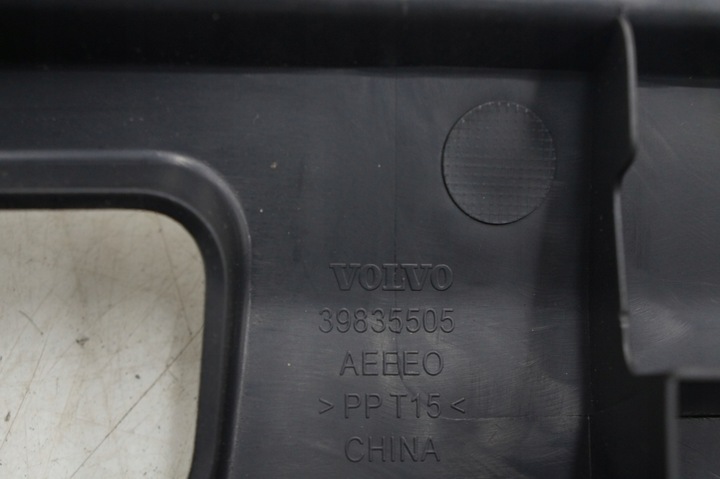 VOLVO
39835505
AEEEO
>PP T15<
CHINA